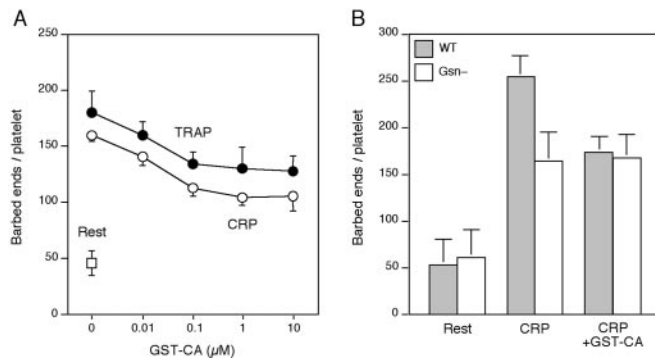 A
250
200
150
100
50
0
Barbed ends / platelet
TRAP
CRP
Rest
0 0.01 0.1 1 10
GST-CA (µM)
B
300
250
200
150
100
50
0
Barbed ends / platelet
WT
Gsn–
Rest CRP CRP
+GST-CA